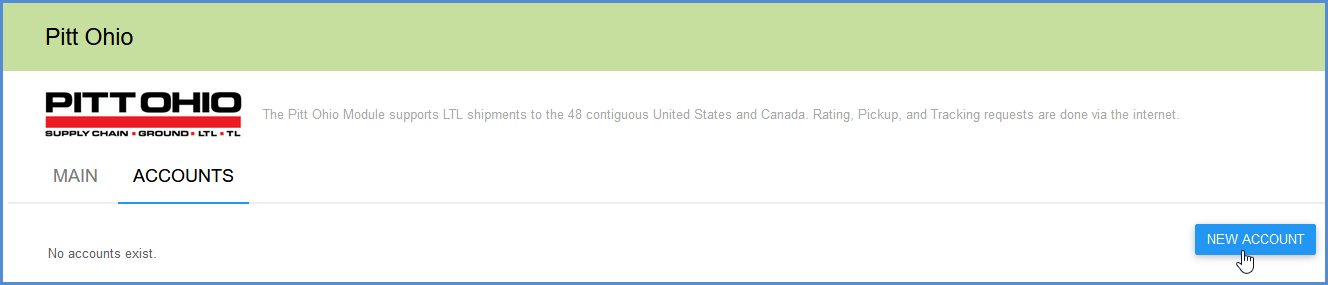 Pitt Ohio
PITT OHIO
SUPPLY CHAIN ▪ GROUND ▪ LTL ▪ TL
The Pitt Ohio Module supports LTL shipments to the 48 contiguous United States and Canada. Rating, Pickup, and Tracking requests are done via the internet.
MAIN ACCOUNTS
No accounts exist.
NEW ACCOUNT